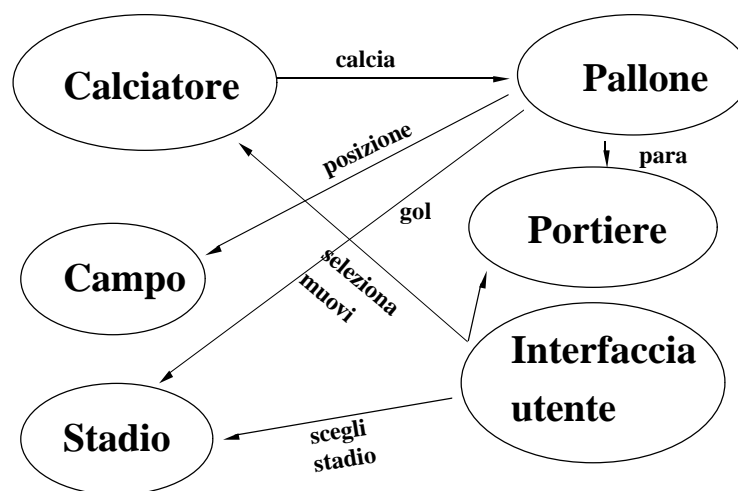 Calciatore
calcia
Pallone
posizione
para
gol
Portiere
Campo
seleziona
muovi
Interfaccia
utente
Stadio
scegli
stadio